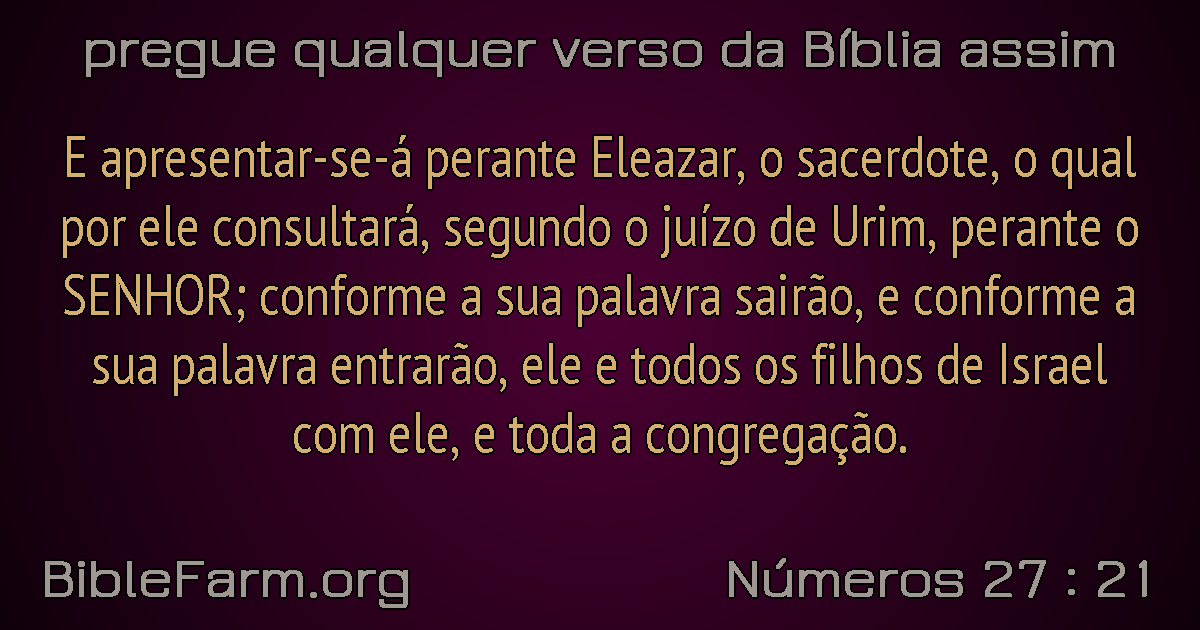 pregue qualquer verso da Bíblia assim
E apresentar-se-á perante Eleazar, o sacerdote, o qual
por ele consultará, segundo o juízo de Urim, perante o
SENHOR; conforme a sua palavra sairão, e conforme a
sua palavra entrarão, ele e todos os filhos de Israel
com ele, e toda a congregação.
BibleFarm.org
Números 27 : 21